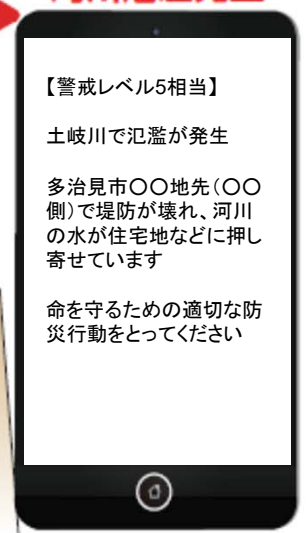 【警戒レベル5相当】
土岐川で氾濫が発生
多治見市〇〇地先(〇〇
側)で堤防が壊れ、河川
の水が住宅地などに押し
寄せています
命を守るための適切な防
災行動をとってください